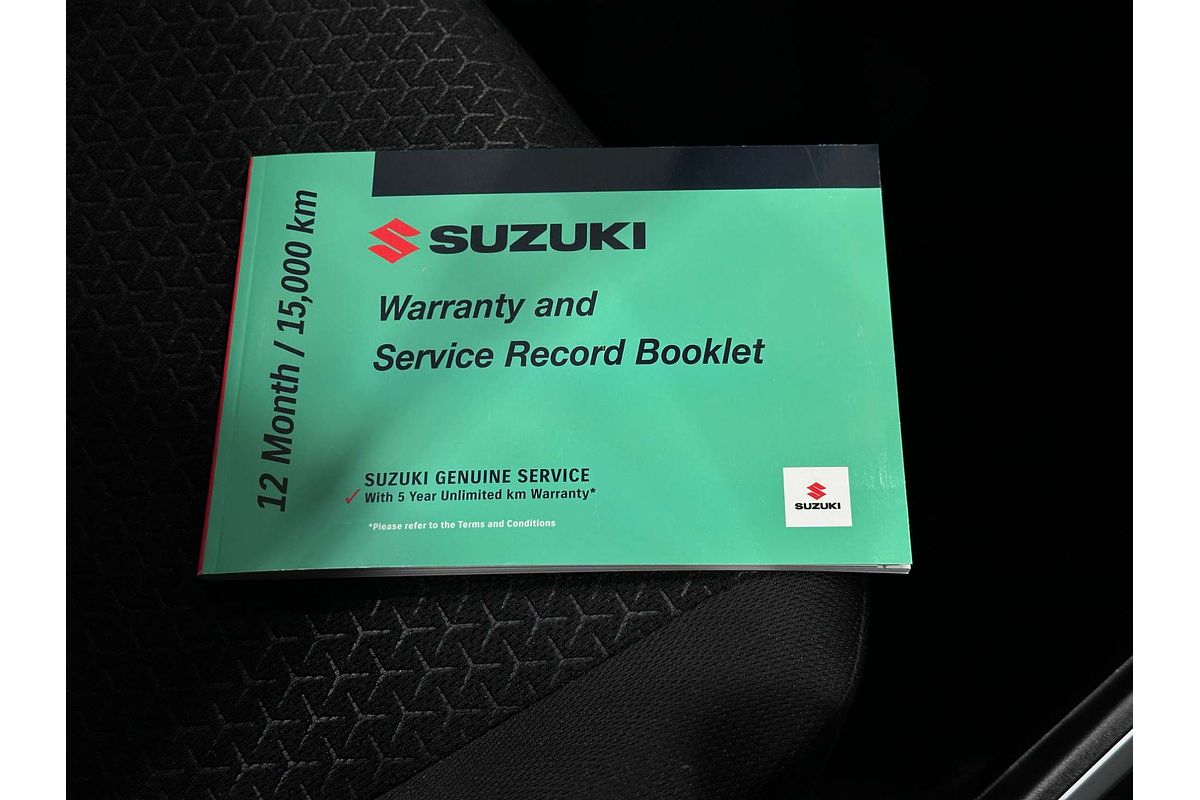 12 Month / 15,000 km
SUZUKI
Warranty and
Service Record Booklet
SUZUKI GENUINE SERVICE
With 5 Year Unlimited km Warranty*
*Please refer to the Terms and Conditions
SUZUKI